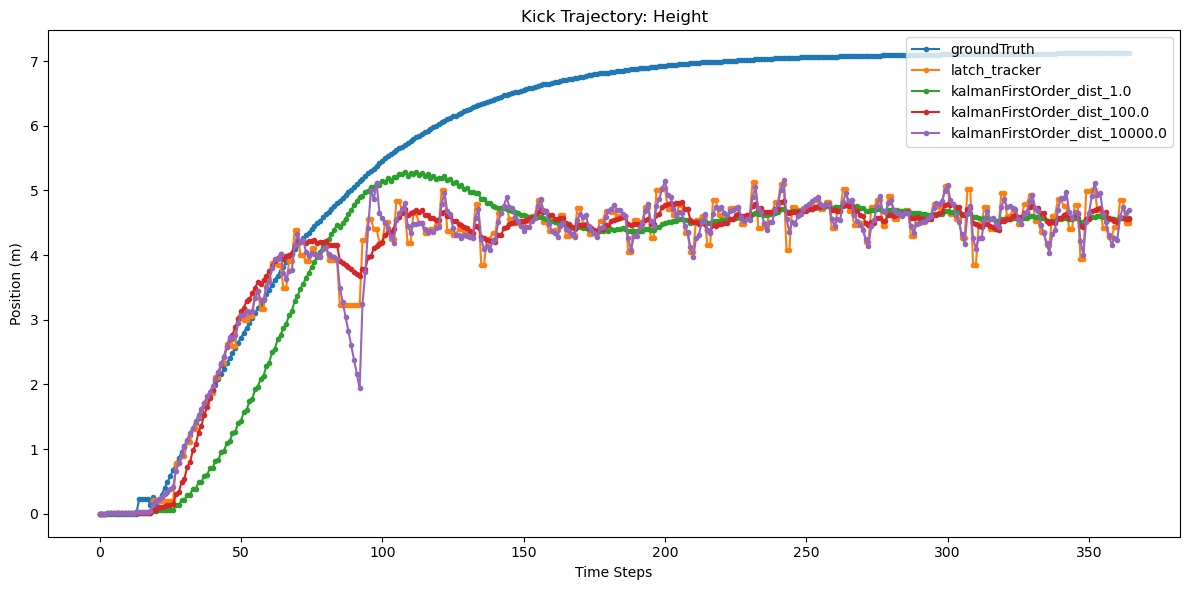 Kick Trajectory: Height
groundTruth
latch_tracker
kalmanFirstOrder_dist_1.0
kalmanFirstOrder_dist_100.0
kalmanFirstOrder_dist_10000.0
Position (m)
7
6
5
4
3
2
1
0
0 50 100 150 200 250 300 350
Time Steps